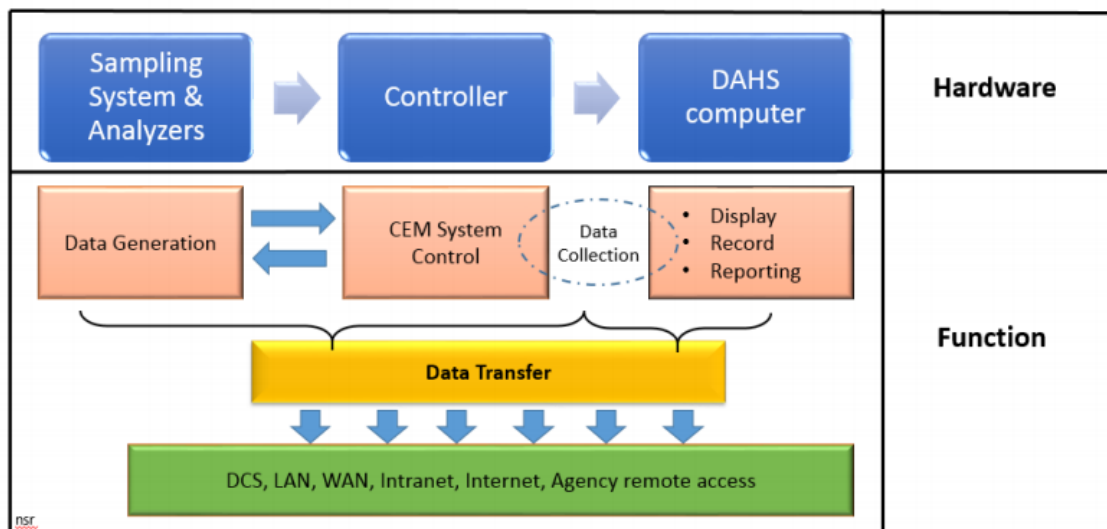 Sampling
System &
Analyzers
Controller
DAHS
computer
Hardware
Data Generation
CEM System
Control
Data
Collection
• Display
• Record
• Reporting
Function
Data Transfer
DCS, LAN, WAN, Intranet, Internet, Agency remote access
nsr